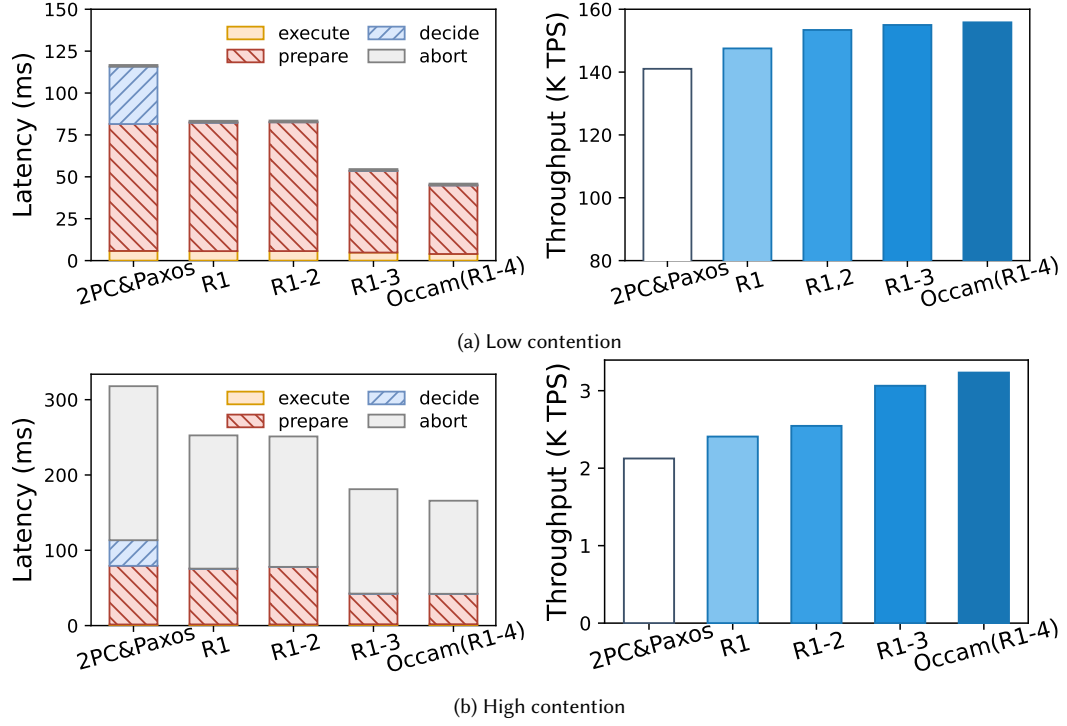 150
125
100
75
50
25
0
Latency (ms)
execute
prepare
decide
abort
2PC&Paxos
R1
R1-2
R1-3
Occam(R1-4)
160
140
120
100
80
Throughput (K TPS)
2PC&Paxos
R1
R1,2
R1-3
Occam(R1-4)
(a) Low contention
300
200
100
0
Latency (ms)
execute
prepare
decide
abort
2PC&Paxos
R1
R1-2
R1-3
Occam(R1-4)
3
2
1
0
Throughput (K TPS)
2PC&Paxos
R1
R1-2
R1-3
Occam(R1-4)
(b) High contention